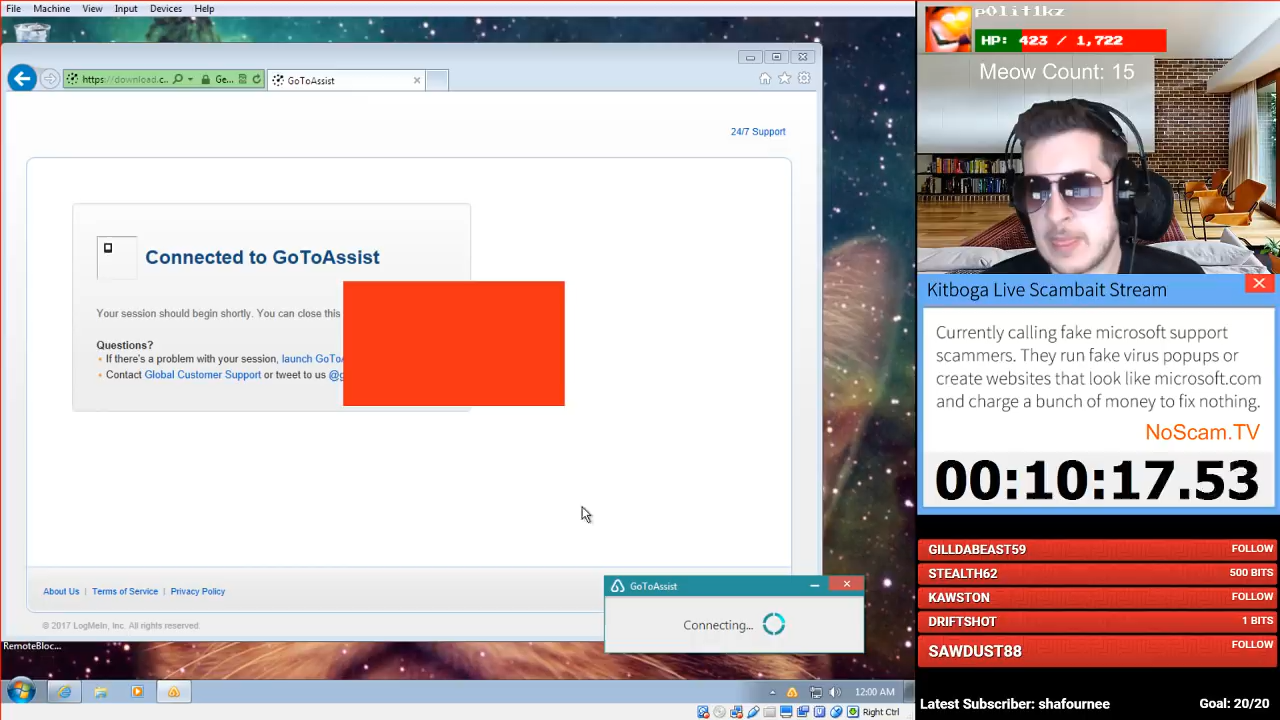 File Machine View Input Devices Help
https://download.c...
Ge...
GoToAssist
24/7 Support
Connected to GoToAssist
Your session should begin shortly. You can close this
Questions?
• If there's a problem with your session, launch GoToA
• Contact Global Customer Support or tweet to us @g
About Us | Terms of Service | Privacy Policy
© 2017 LogMeIn, Inc. All rights reserved.
GoToAssist
Connecting...
RemoteBloc...
12:00 AM
Right Ctrl
p0lit1kz
HP: 423 / 1,722
Meow Count: 15
Kitboga Live Scambait Stream
Currently calling fake microsoft support
scammers. They run fake virus popups or
create websites that look like microsoft.com
and charge a bunch of money to fix nothing.
NoScam.TV
00:10:17.53
GILLDABEAST59 FOLLOW
STEALTH62 500 BITS
KAWSTON FOLLOW
DRIFTSHOT 1 BITS
SAWDUST88 FOLLOW
Latest Subscriber: shafournee Goal: 20/20